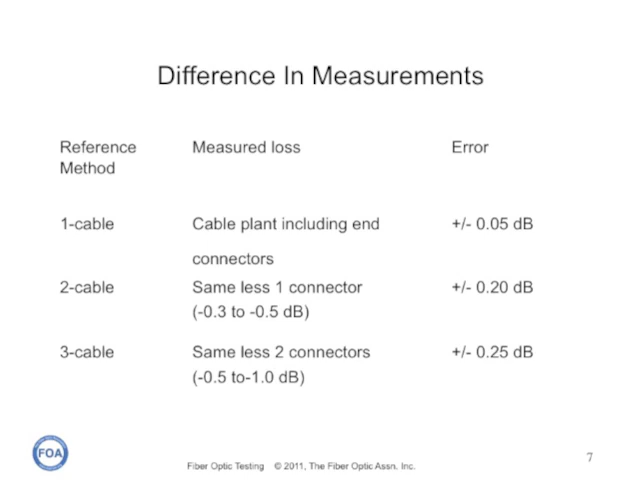 Difference In Measurements
Reference Method Measured loss Error
1-cable Cable plant including end connectors +/- 0.05 dB
2-cable Same less 1 connector +/- 0.20 dB
(-0.3 to -0.5 dB)
3-cable Same less 2 connectors +/- 0.25 dB
(-0.5 to-1.0 dB)
FOA
Fiber Optic Testing © 2011, The Fiber Optic Assn. Inc.
7